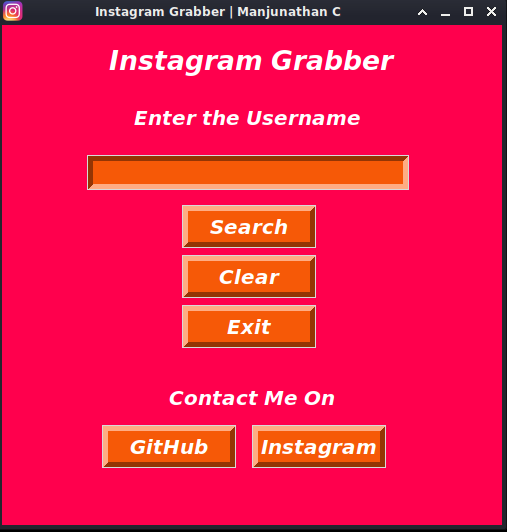 Instagram Grabber | Manjunathan C
Instagram Grabber
Enter the Username
Search
Clear
Exit
Contact Me On
GitHub Instagram